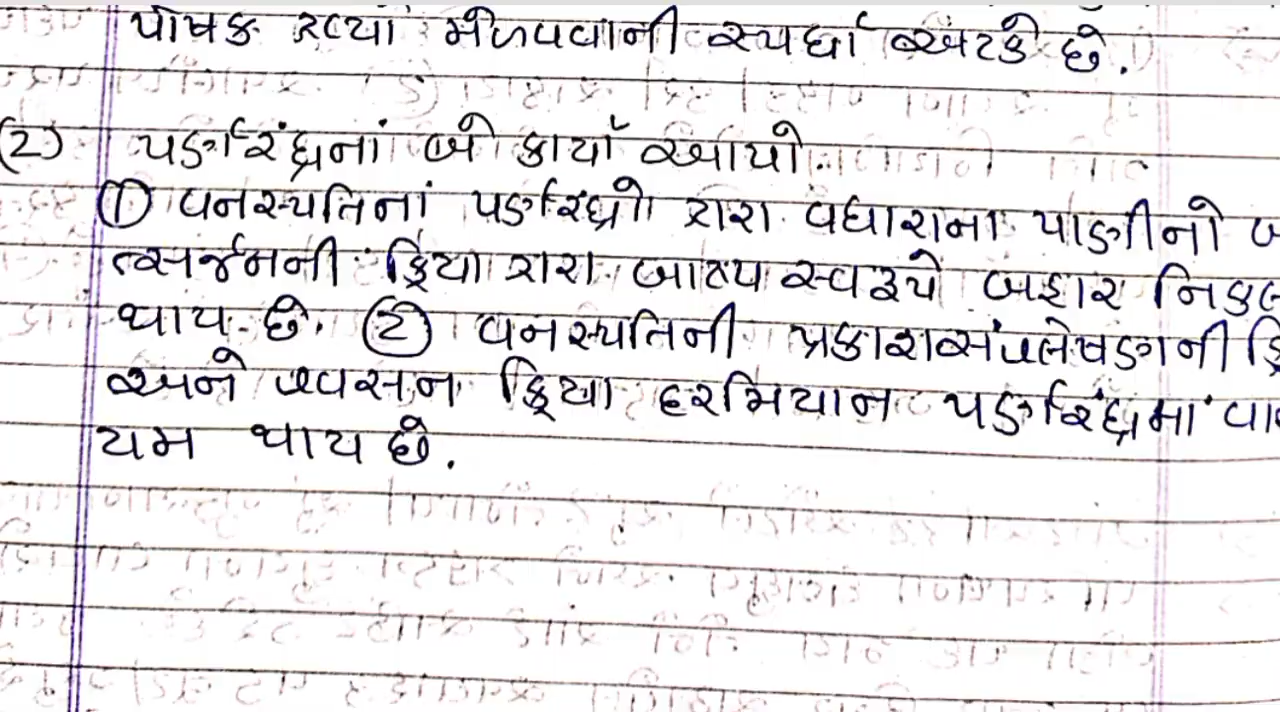 પોષક દ્રવ્યો મેળવવાની સ્પર્ધા અટકે છે.
(2) પર્ણરંધ્રનાં બે કાર્યો આપો.
① વનસ્પતિનાં પર્ણરંધ્રો દ્વારા વધારાના પાણીનો બ
ત્સર્જનની ક્રિયા દ્વારા બાષ્પ સ્વરૂપે બહાર નિકાલ
થાય છે. ② વનસ્પતિની પ્રકાશસંશ્લેષણની ક્રિ
અને શ્વસન ક્રિયા દરમિયાન પર્ણરંધ્રમાં વા
યમ થાય છે.